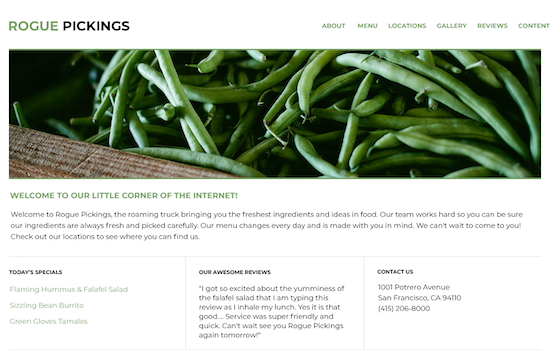 ROGUE PICKINGS
ABOUT MENU LOCATIONS GALLERY REVIEWS CONTENT
WELCOME TO OUR LITTLE CORNER OF THE INTERNET!
Welcome to Rogue Pickings, the roaming truck bringing you the freshest ingredients and ideas in food. Our team works hard so you can be sure
our ingredients are always fresh and picked carefully. Our menu changes every day and is made with you in mind. We can't wait to come to you!
Check out our locations to see where you can find us.
TODAY'S SPECIALS
Flaming Hummus & Falafel Salad
Sizzling Bean Burrito
Green Gloves Tamales
OUR AWESOME REVIEWS
"I got so excited about the yumminess of
the falafel salad that I am typing this
review as I inhale my lunch. Yes it is that
good.... Service was super friendly and
quick. Can't wait see you Rogue Pickings
again tomorrow!"
CONTACT US
1001 Potrero Avenue
San Francisco, CA 94110
(415) 206-8000